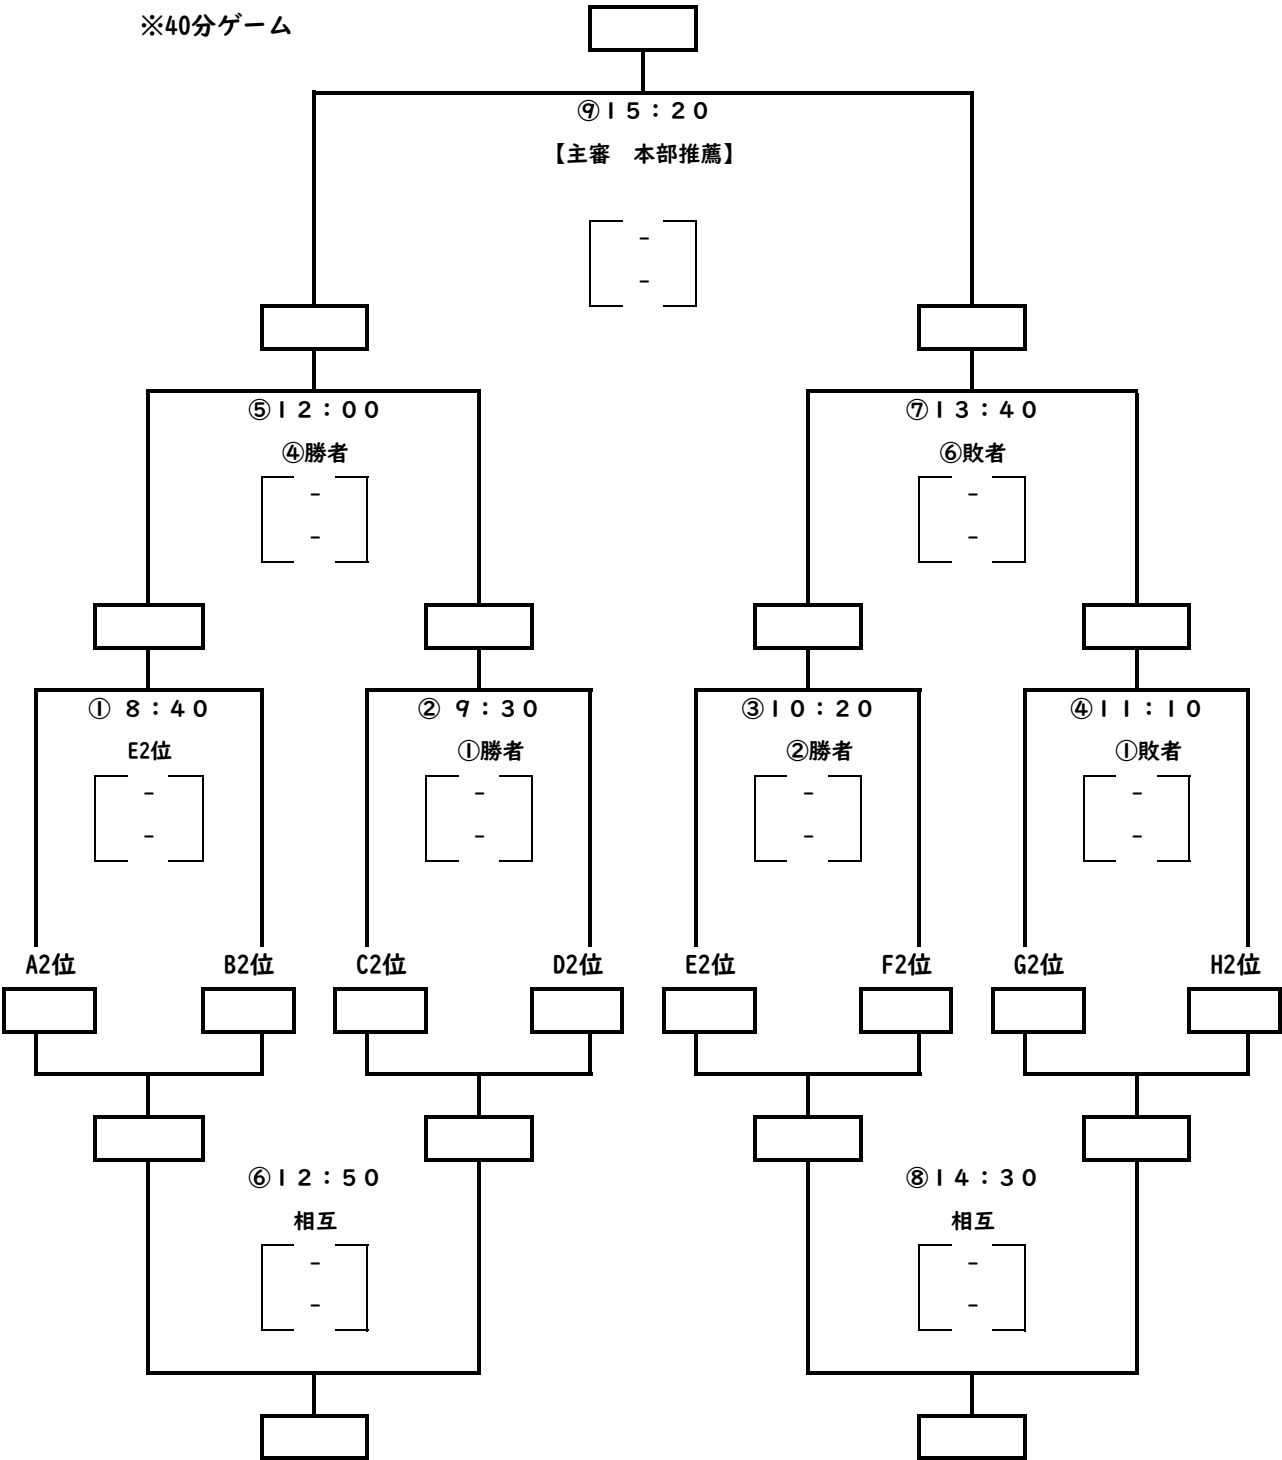 ※40分ゲーム
⑨15：20
【主審　本部推薦】
-
-
⑤12：00
⑦13：40
④勝者
⑥敗者
-
-
-
-
① 8：40
② 9：30
③10：20
④11：10
E2位
①勝者
②勝者
①敗者
-
-
-
-
-
-
-
-
A2位
B2位
C2位
D2位
E2位
F2位
G2位
H2位
⑥12：50
⑧14：30
相互
相互
-
-
-
-